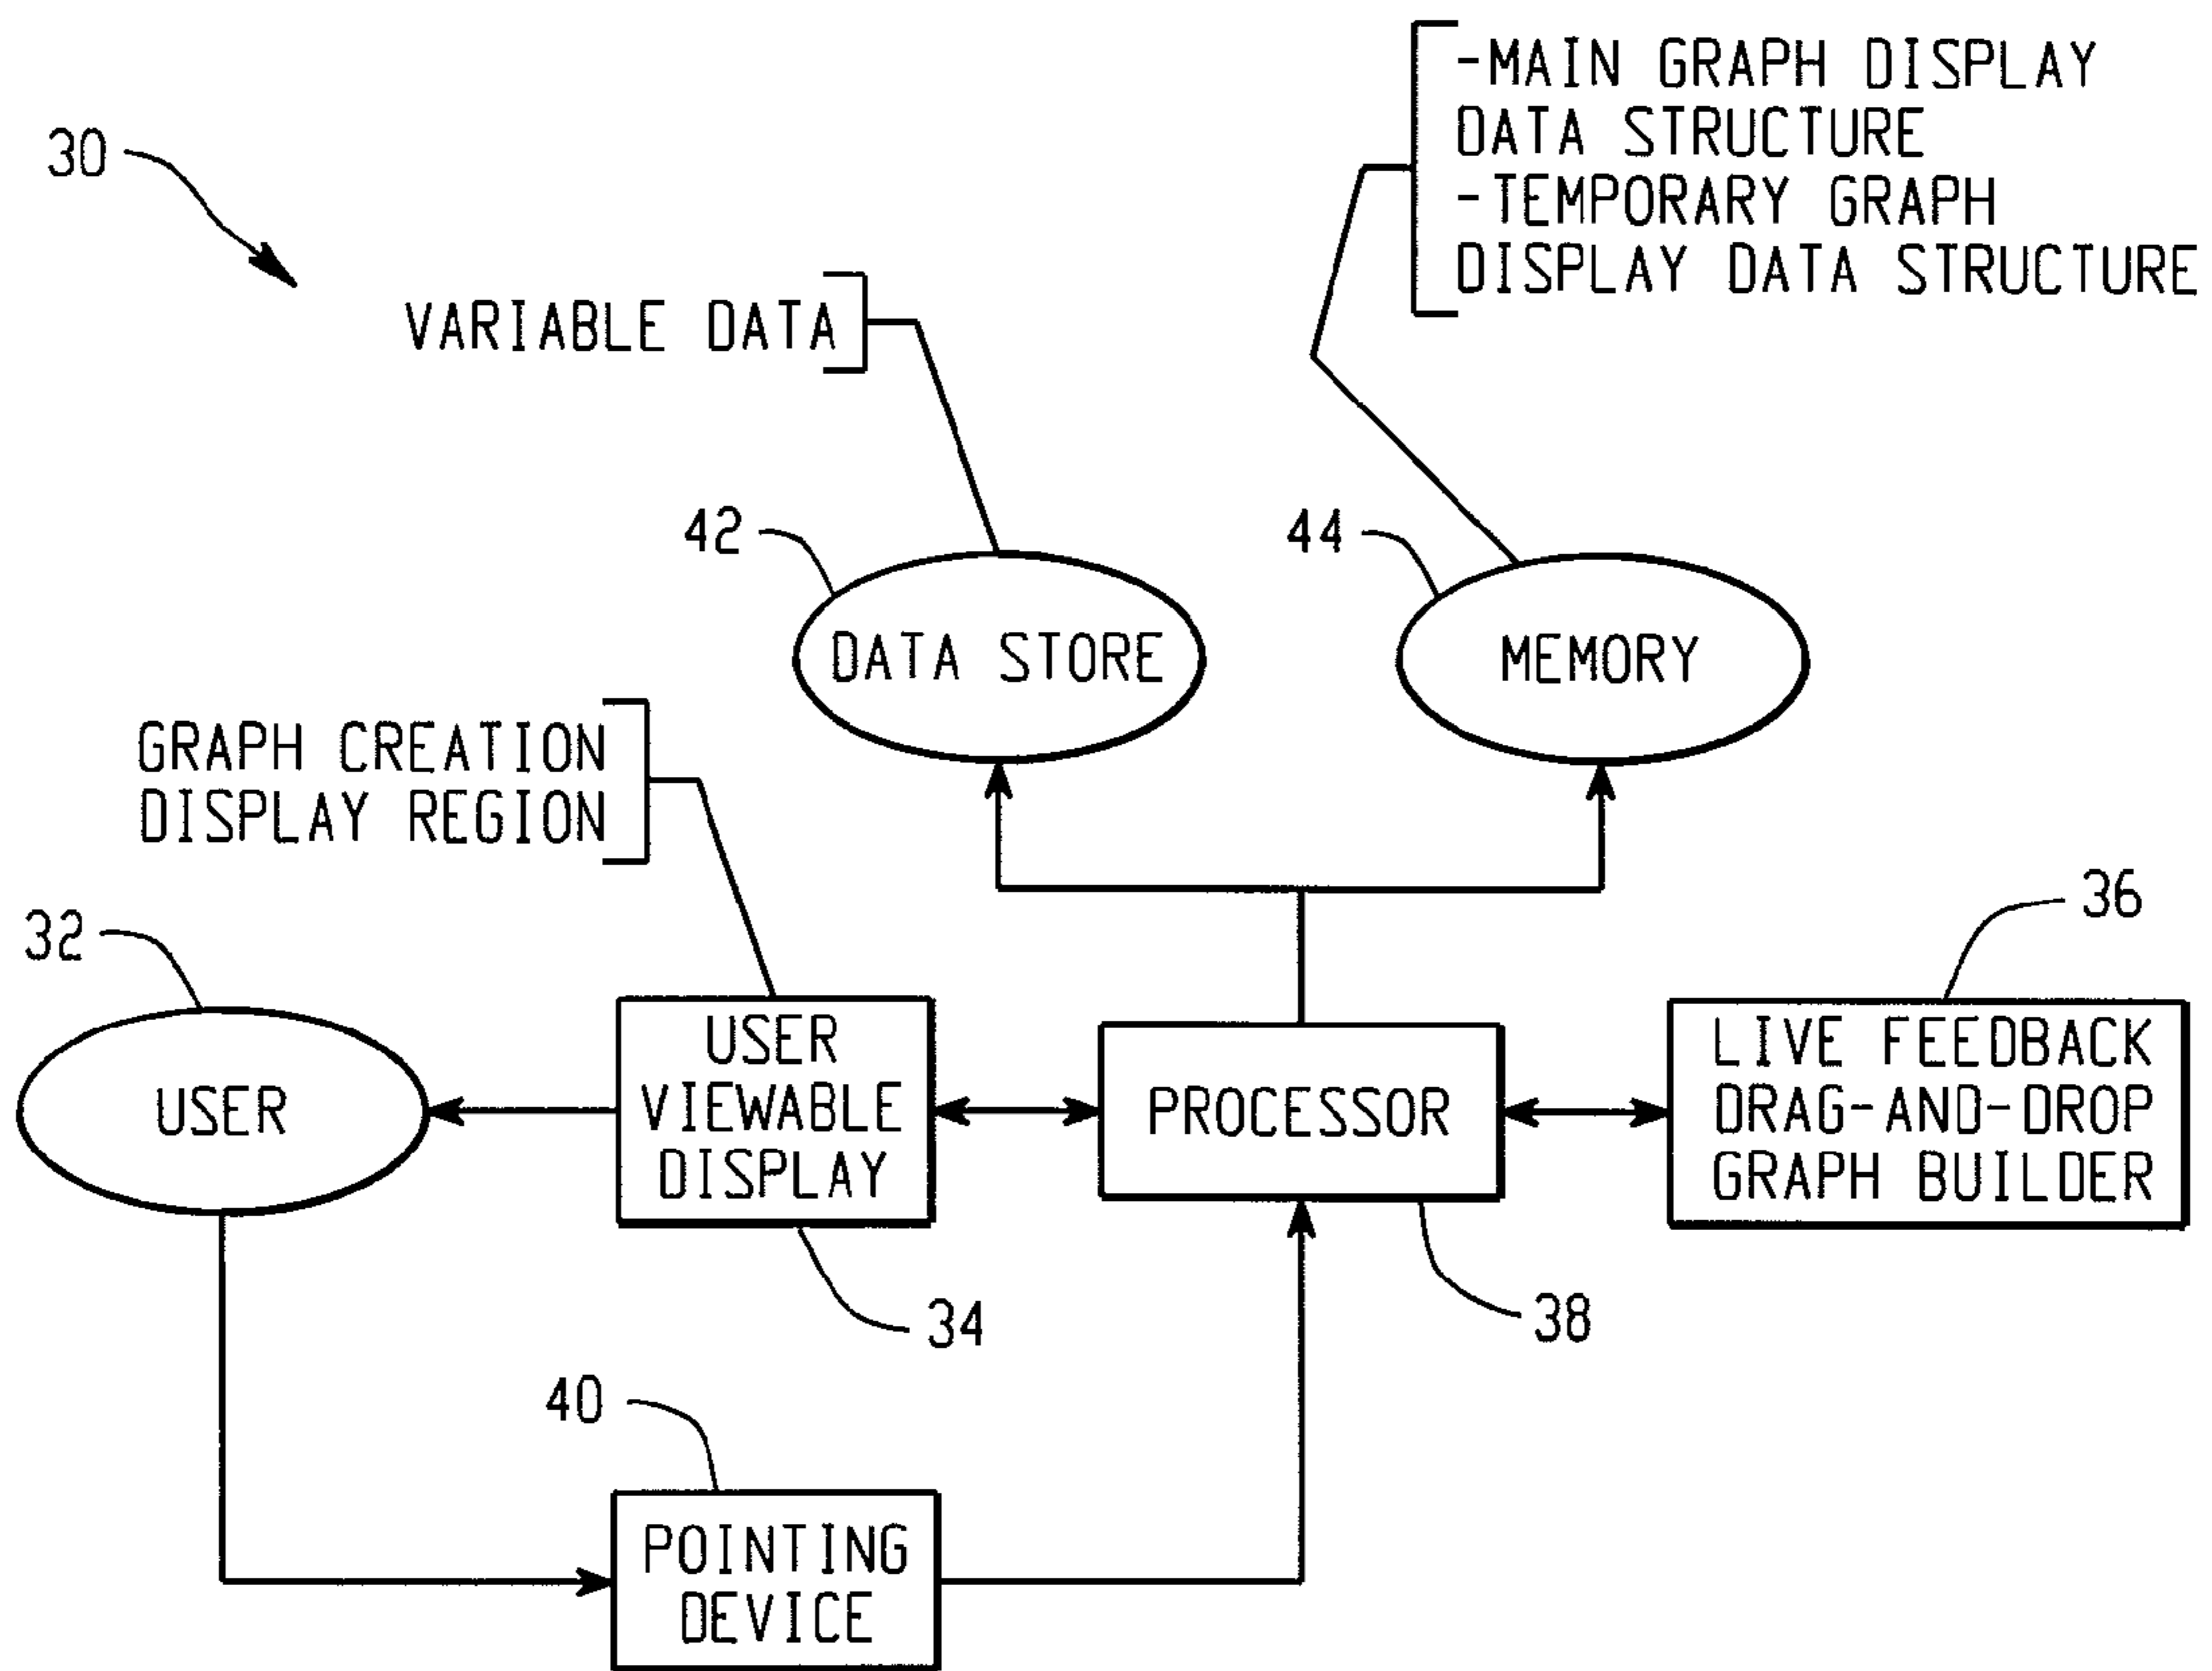 -MAIN GRAPH DISPLAY
DATA STRUCTURE
-TEMPORARY GRAPH
DISPLAY DATA STRUCTURE
30
VARIABLE DATA
42
44
DATA STORE
MEMORY
GRAPH CREATION
DISPLAY REGION
36
32
USER
VIEWABLE
DISPLAY
LIVE FEEDBACK
DRAG-AND-DROP
GRAPH BUILDER
USER
PROCESSOR
34
38
40
POINTING
DEVICE